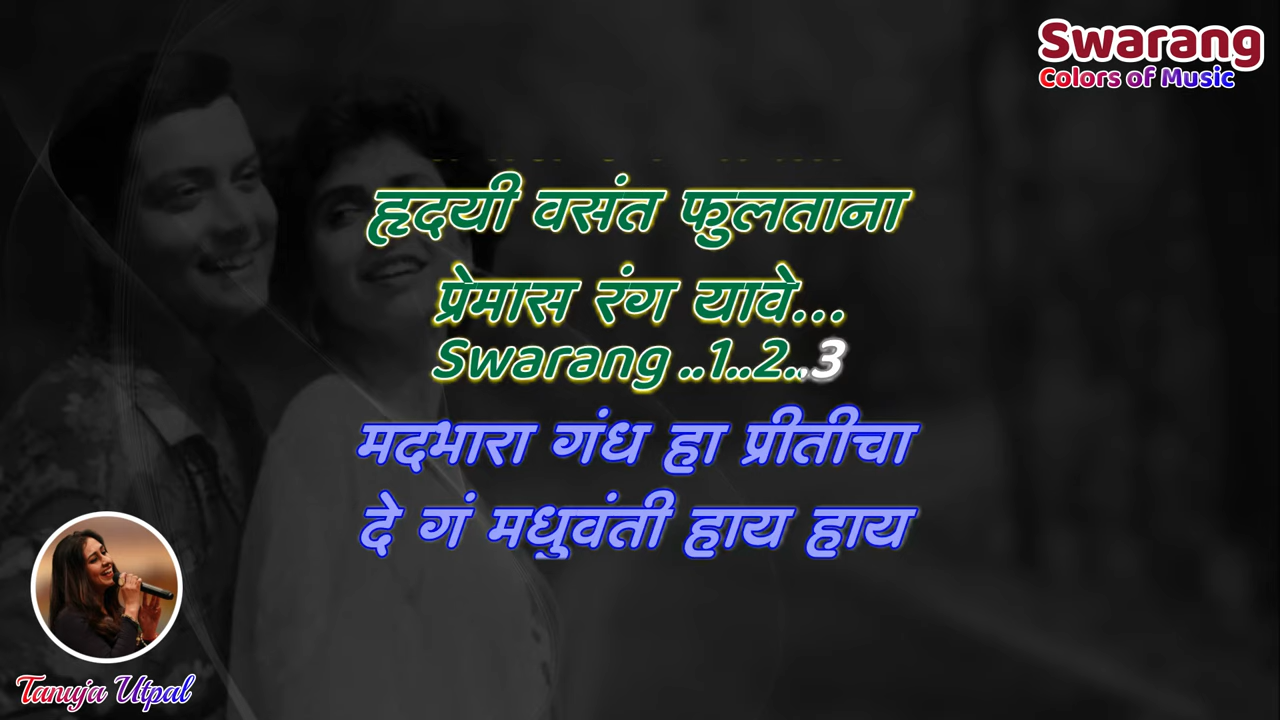 Swarang
Colors of Music
हृदयी वसंत फुलताना
प्रेमास रंग यावे...
Swarang ..1..2..3
मदभारा गंध हा प्रीतीचा
दे गं मधुवंती हाय हाय
Tanuja Utpal